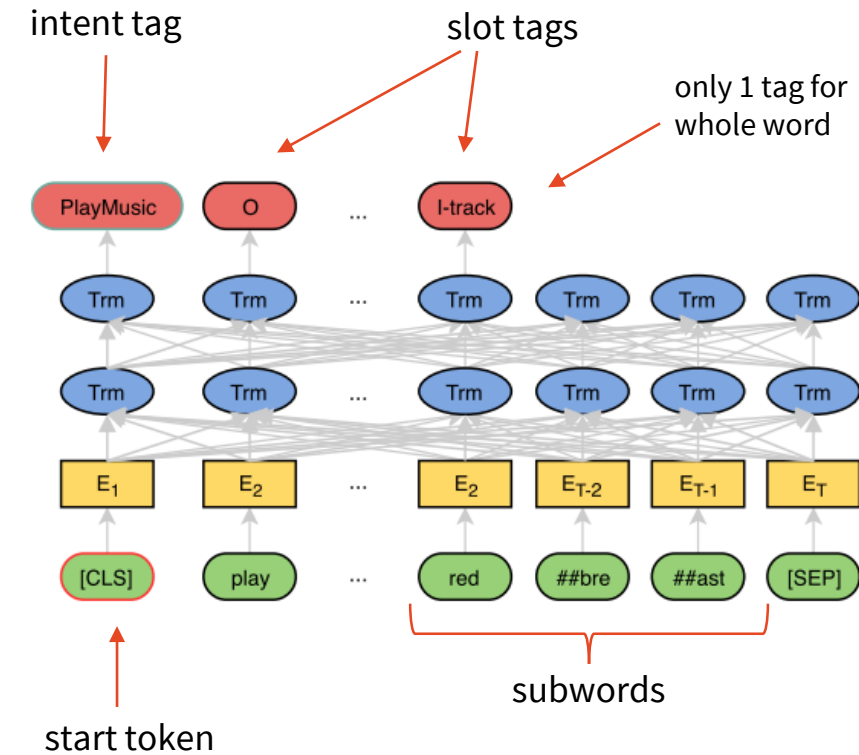 intent tag
slot tags
only 1 tag for
whole word
PlayMusic O ... I-track
Trm Trm ... Trm Trm Trm Trm
Trm Trm ... Trm Trm Trm Trm
E1 E2 ... E2 ET-2 ET-1 ET
[CLS] play ... red ##bre ##ast [SEP]
subwords
start token